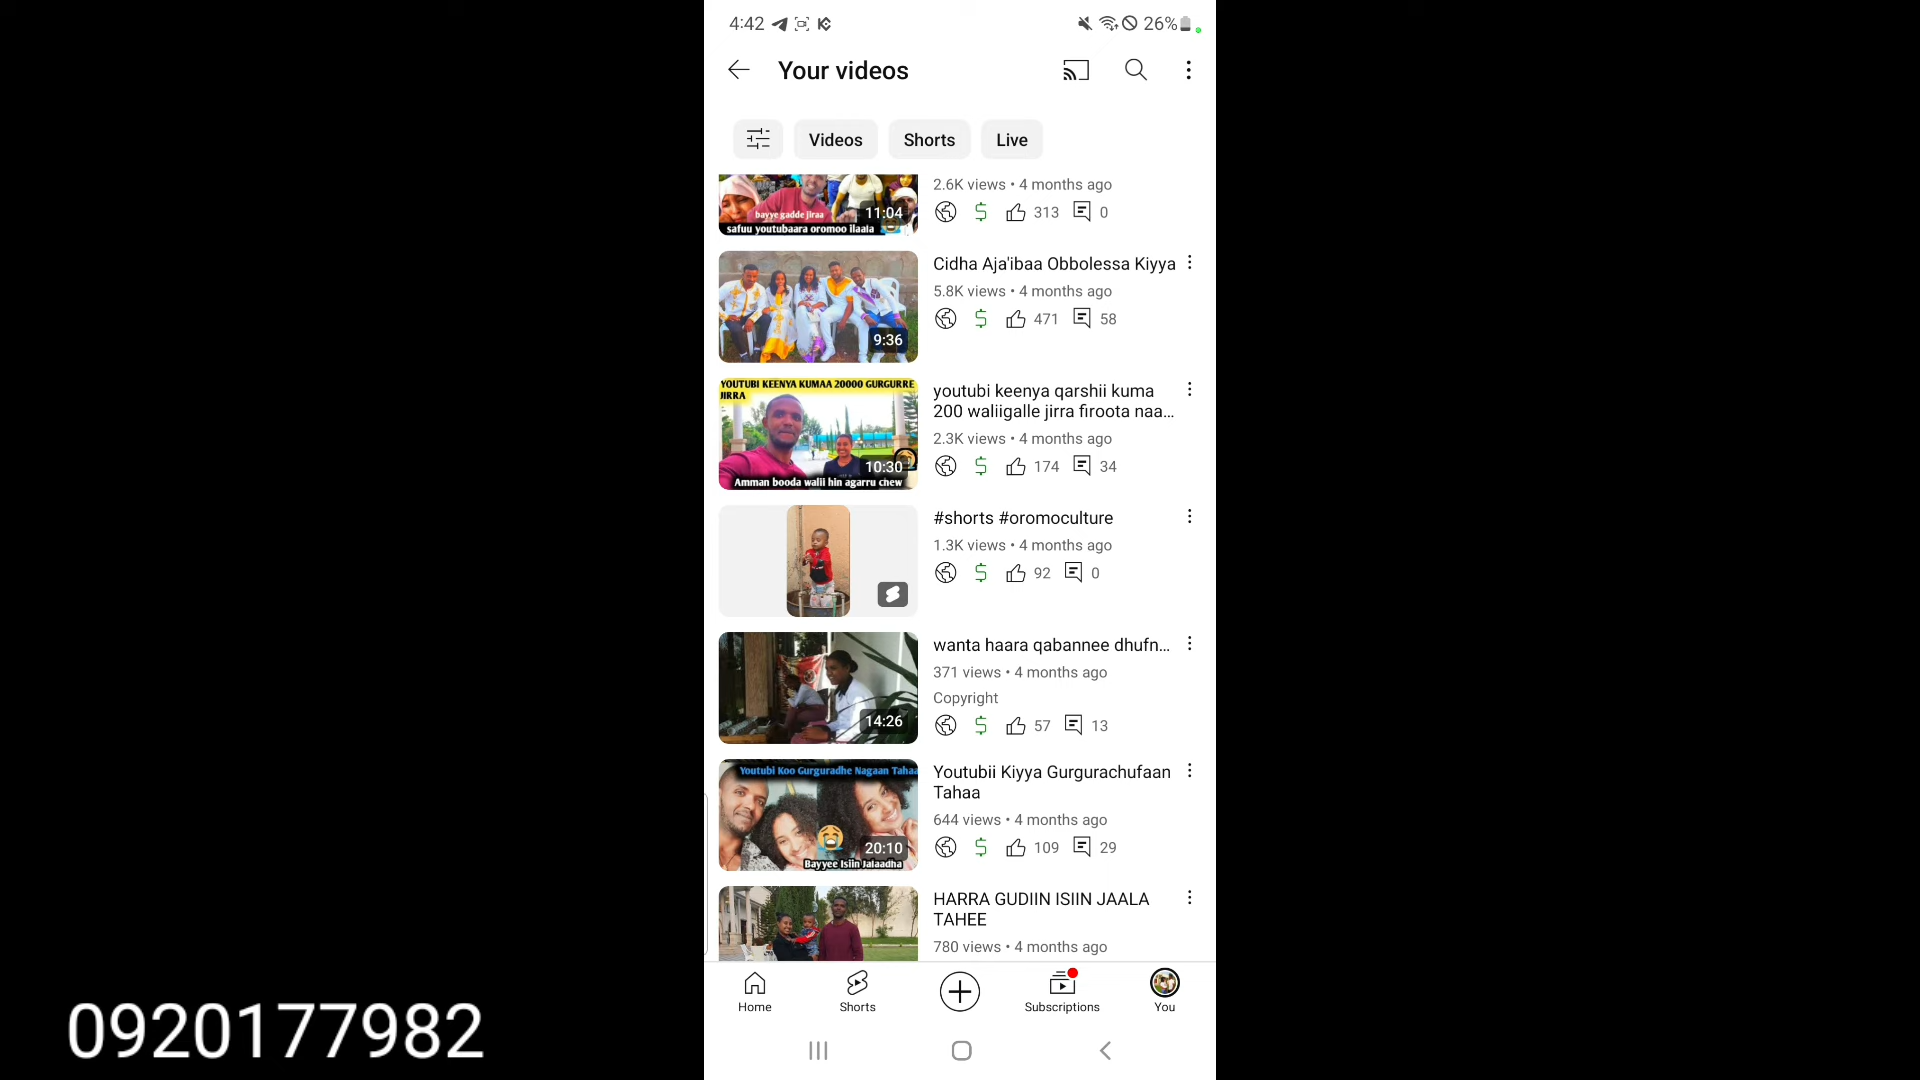 4:42
26%
Your videos
Videos
Shorts
Live
bayye gadde jiraa
11:04
safuu youtubaara oromoo ilaala
2.6K views • 4 months ago
313
0
9:36
Cidha Aja'ibaa Obbolessa Kiyya
5.8K views • 4 months ago
471
58
YOUTUBI KEENYA KUMAA 20000 GURGURRE
JIRRA
10:30
Amman booda walii hin agarru chew
youtubi keenya qarshii kuma
200 waliigalle jirra firoota naa...
2.3K views • 4 months ago
174
34
#shorts #oromoculture
1.3K views • 4 months ago
92
0
14:26
wanta haara qabannee dhufn...
371 views • 4 months ago
Copyright
57
13
Youtubi Koo Gurguradhe Nagaan Tahaa
20:10
Bayyee Isiin Jalaadha
Youtubii Kiyya Gurgurachufaan
Tahaa
644 views • 4 months ago
109
29
HARRA GUDIIN ISIIN JAALA
TAHEE
780 views • 4 months ago
Home
Shorts
Subscriptions
You
0920177982